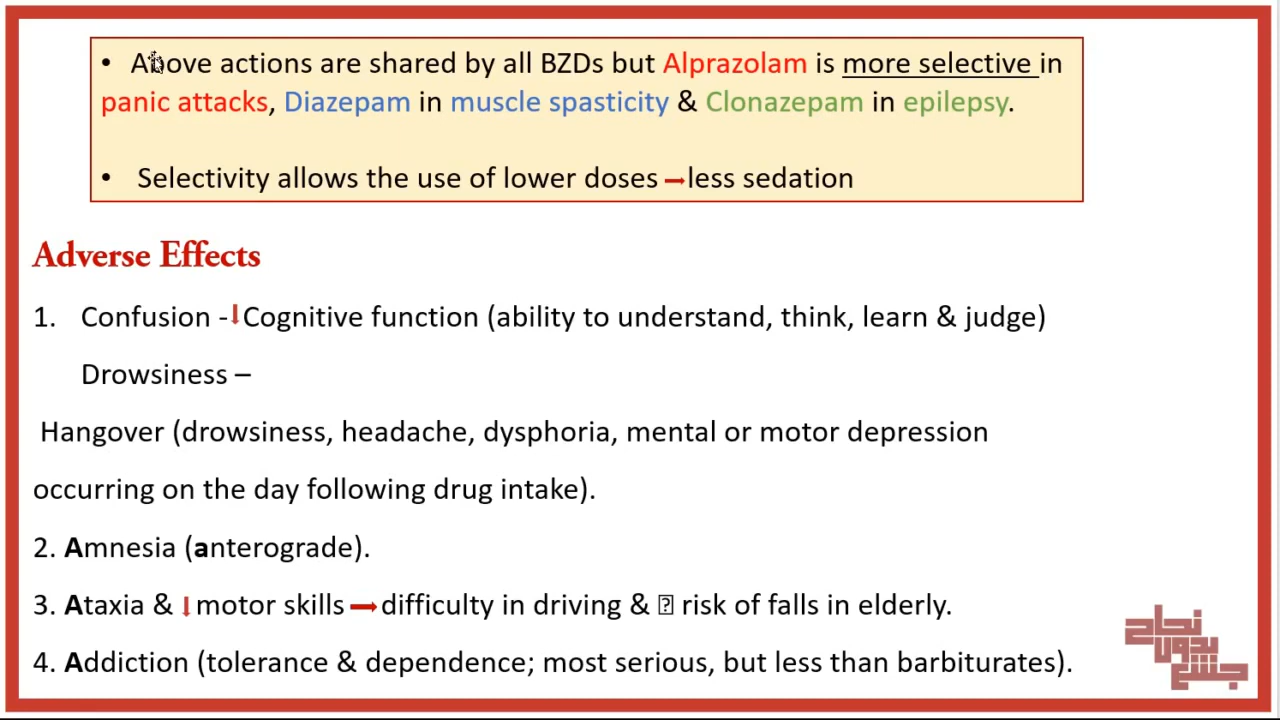 • Above actions are shared by all BZDs but Alprazolam is more selective in
panic attacks, Diazepam in muscle spasticity & Clonazepam in epilepsy.
• Selectivity allows the use of lower doses → less sedation
Adverse Effects
1. Confusion - ↓ Cognitive function (ability to understand, think, learn & judge)
Drowsiness –
Hangover (drowsiness, headache, dysphoria, mental or motor depression
occurring on the day following drug intake).
2. Amnesia (anterograde).
3. Ataxia & ↓ motor skills → difficulty in driving & ⍰ risk of falls in elderly.
4. Addiction (tolerance & dependence; most serious, but less than barbiturates).
نجاح
بدون
جشع